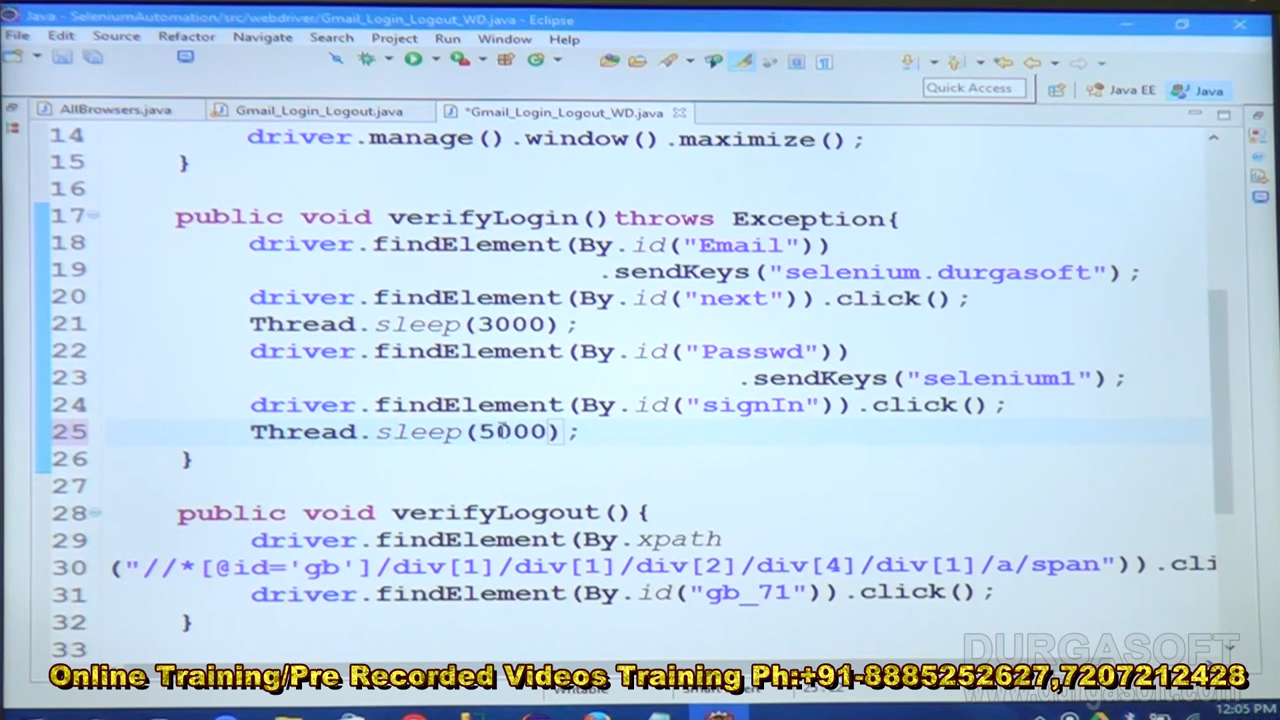 Java - SeleniumAutomation/src/webdriver/Gmail_Login_Logout_WD.java - Eclipse
File Edit Source Refactor Navigate Search Project Run Window Help
Quick Access Java EE Java
AllBrowsers.java Gmail_Login_Logout.java *Gmail_Login_Logout_WD.java
14 driver.manage().window().maximize();
15 }
16
17 public void verifyLogin()throws Exception{
18 driver.findElement(By.id("Email"))
19 .sendKeys("selenium.durgasoft");
20 driver.findElement(By.id("next")).click();
21 Thread.sleep(3000);
22 driver.findElement(By.id("Passwd"))
23 .sendKeys("selenium1");
24 driver.findElement(By.id("signIn")).click();
25 Thread.sleep(5000);
26 }
27
28 public void verifyLogout(){
29 driver.findElement(By.xpath
30 ("//*[@id='gb']/div[1]/div[1]/div[2]/div[4]/div[1]/a/span")).cli
31 driver.findElement(By.id("gb_71")).click();
32 }
33
DURGASOFT
Online Training/Pre Recorded Videos Training Ph:+91-8885252627,7207212428
12:05 PM